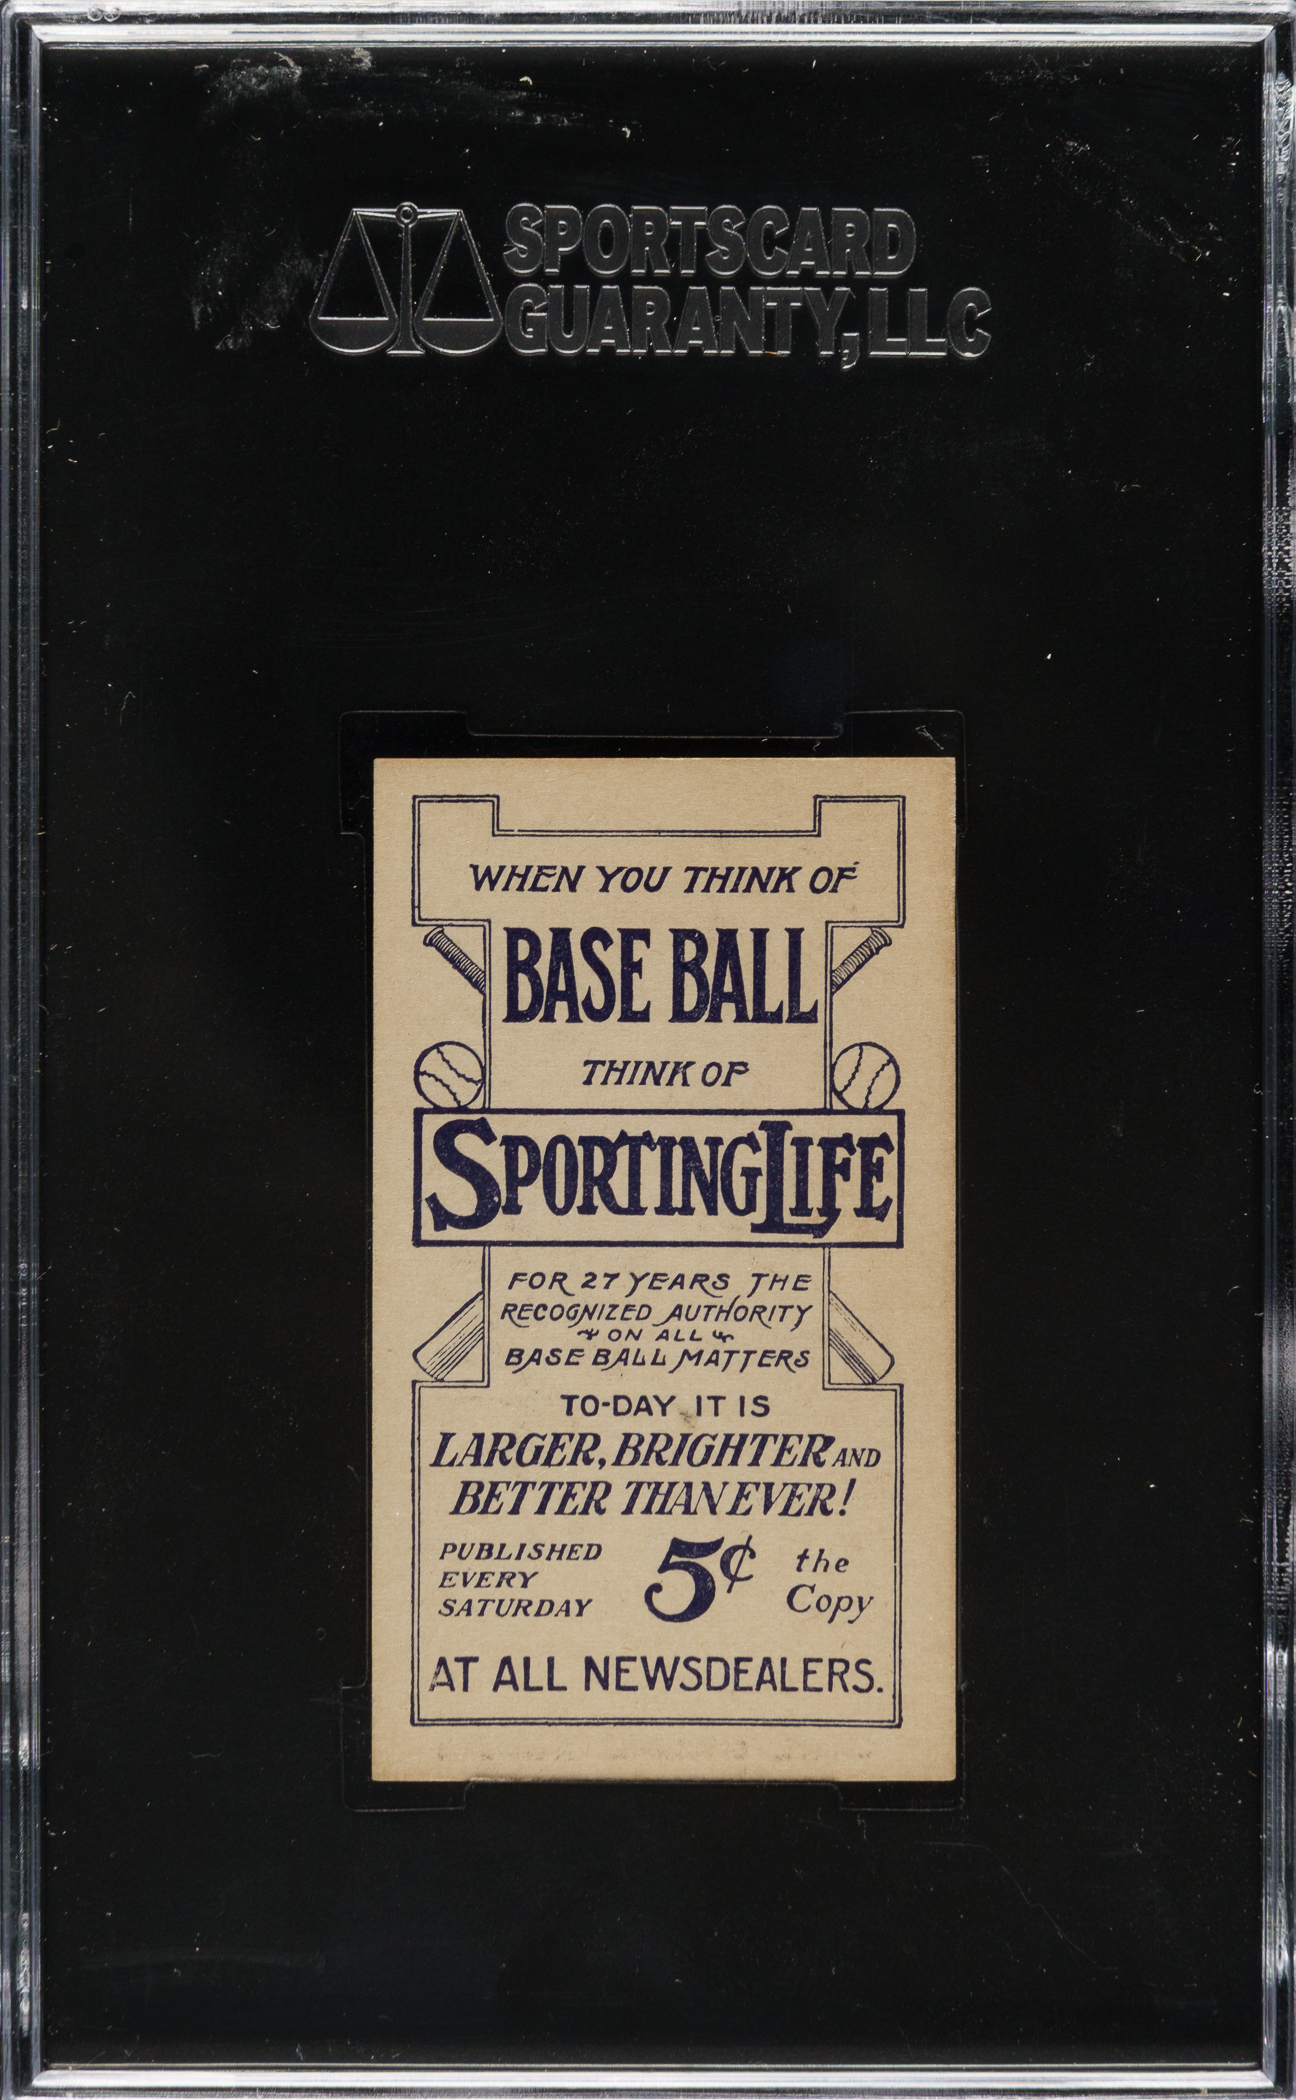 SPORTSCARD
GUARANTY, LLC
WHEN YOU THINK OF
BASE BALL
THINK OF
SPORTING LIFE
FOR 27 YEARS THE
RECOGNIZED AUTHORITY
ON ALL
BASE BALL MATTERS
TO-DAY IT IS
LARGER, BRIGHTER AND
BETTER THAN EVER!
PUBLISHED
EVERY
SATURDAY
5¢
the
Copy
AT ALL NEWSDEALERS.